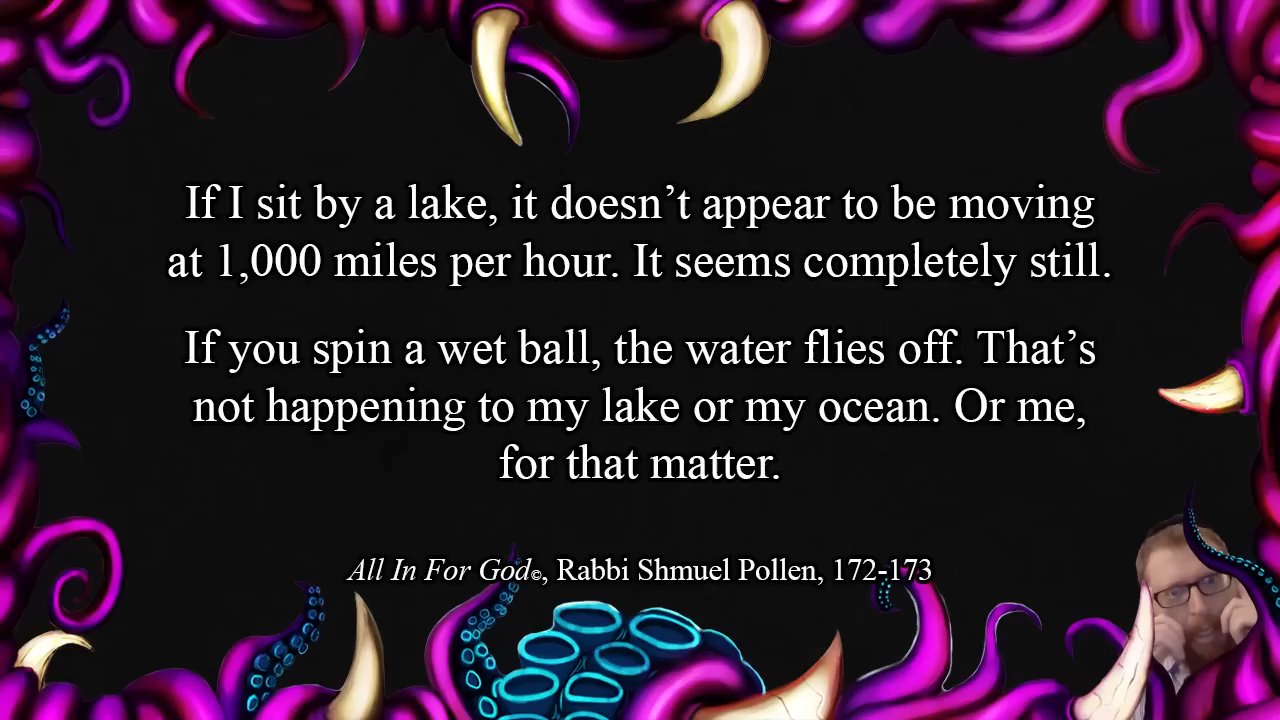 If I sit by a lake, it doesn’t appear to be moving
at 1,000 miles per hour. It seems completely still.
If you spin a wet ball, the water flies off. That’s
not happening to my lake or my ocean. Or me,
for that matter.
All In For God©, Rabbi Shmuel Pollen, 172-173